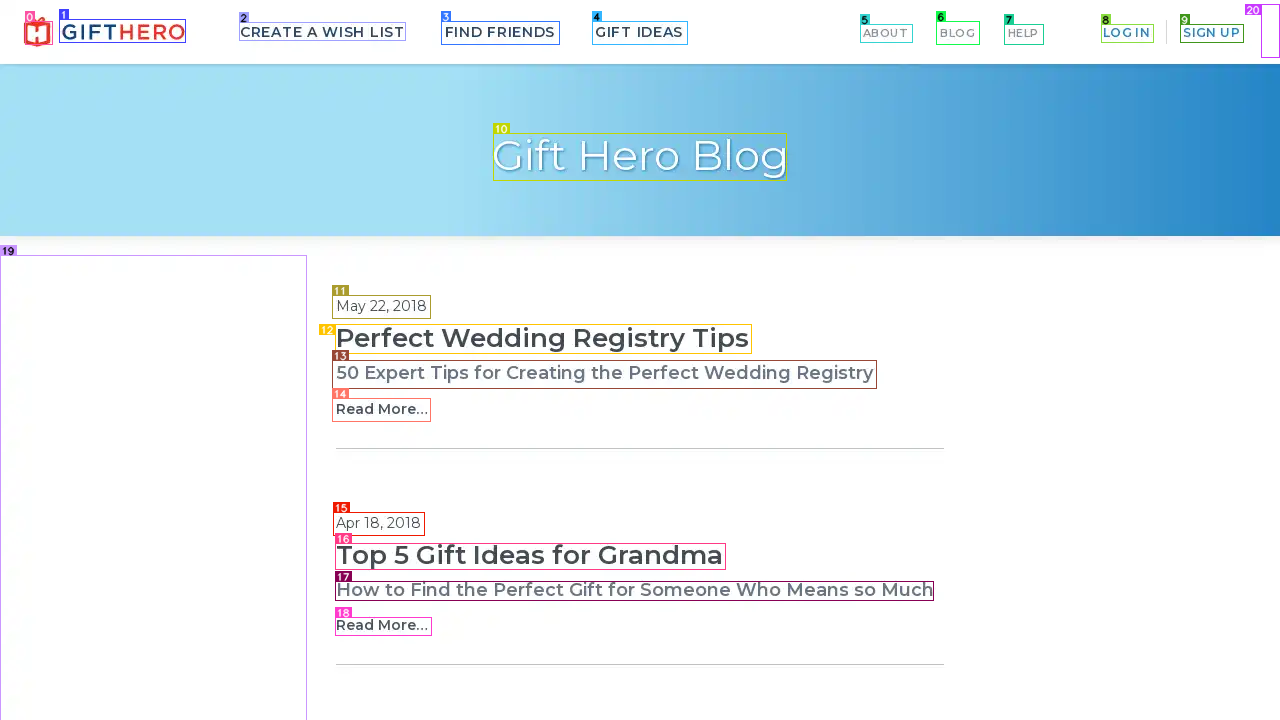 GIFTHERO
CREATE A WISH LIST
FIND FRIENDS
GIFT IDEAS
ABOUT
BLOG
HELP
LOG IN
SIGN UP
Gift Hero Blog
May 22, 2018
Perfect Wedding Registry Tips
50 Expert Tips for Creating the Perfect Wedding Registry
Read More...
Apr 18, 2018
Top 5 Gift Ideas for Grandma
How to Find the Perfect Gift for Someone Who Means so Much
Read More...
0
1
2
3
4
5
6
7
8
9
10
11
12
13
14
15
16
17
18
19
20